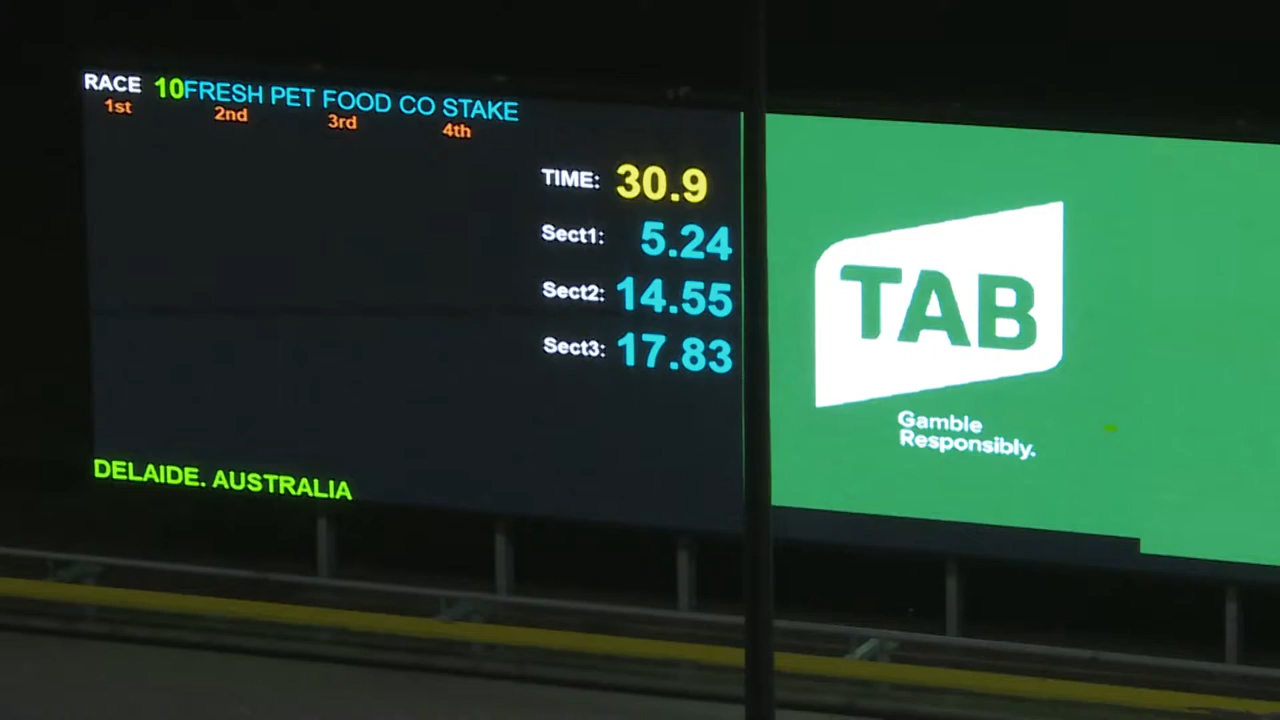 RACE 10FRESH PET FOOD CO STAKE
1st 2nd 3rd 4th
TIME: 30.9
Sect1: 5.24
Sect2: 14.55
Sect3: 17.83
DELAIDE. AUSTRALIA
TAB
Gamble
Responsibly.